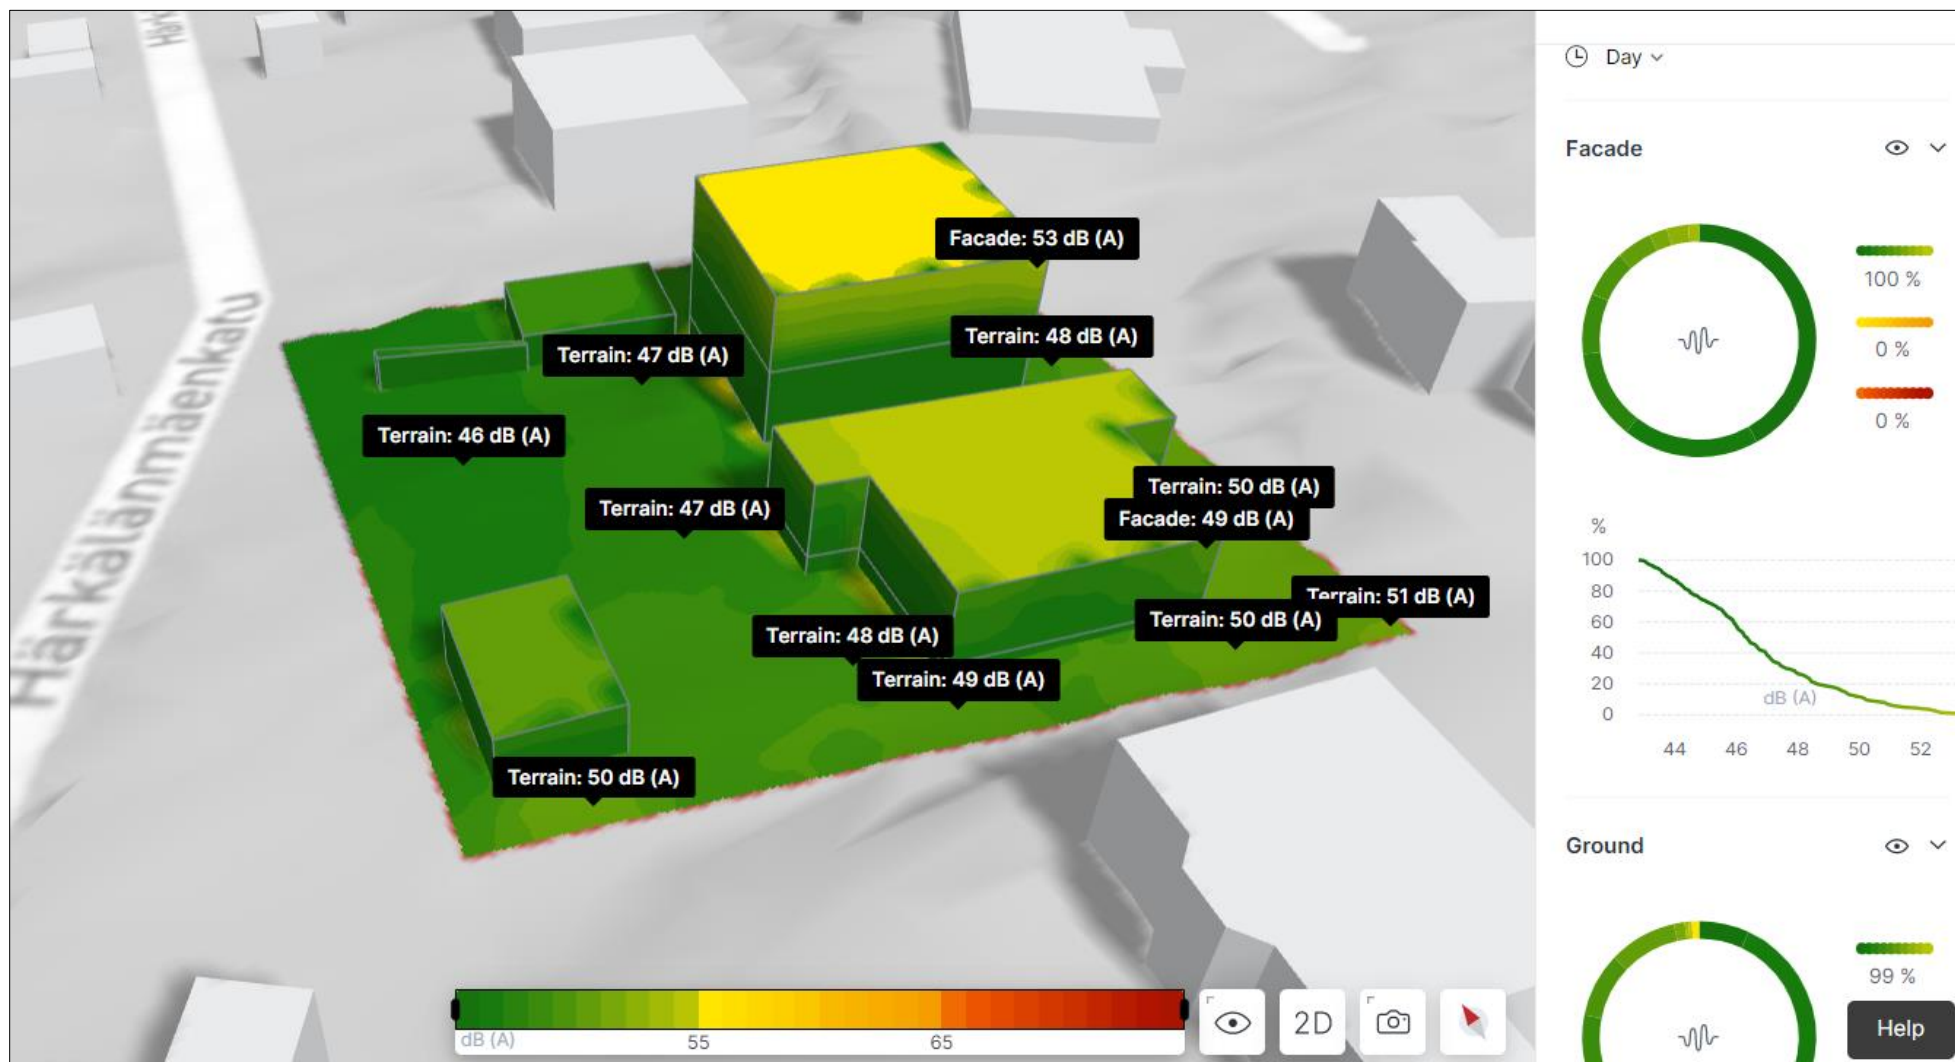 Härkälänmäenkatu
Facade: 53 dB (A)
Terrain: 48 dB (A)
Terrain: 47 dB (A)
Terrain: 46 dB (A)
Terrain: 50 dB (A)
Terrain: 47 dB (A)
Facade: 49 dB (A)
Terrain: 51 dB (A)
Terrain: 50 dB (A)
Terrain: 48 dB (A)
Terrain: 49 dB (A)
Terrain: 50 dB (A)
dB (A)
55
65
2D
Day
Facade
100 %
0 %
0 %
%
100
80
60
40
20
0
dB (A)
44 46 48 50 52
Ground
99 %
Help